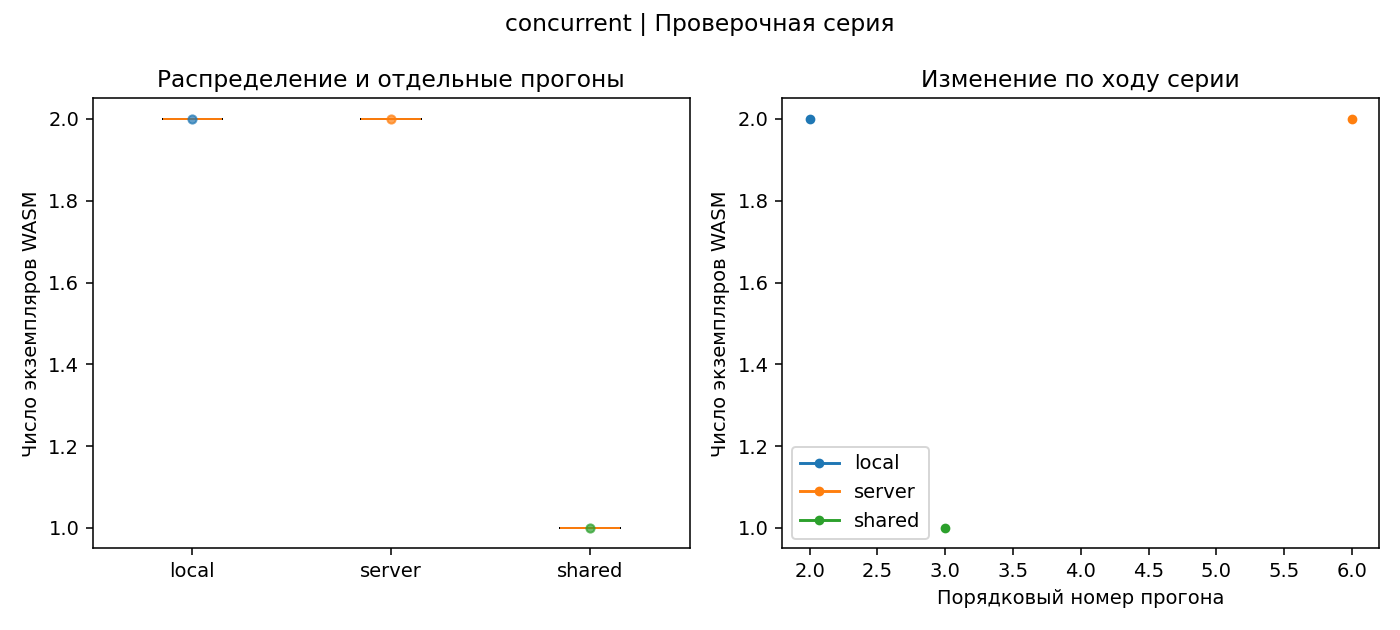 concurrent | Проверочная серия
Распределение и отдельные прогоны
Число экземпляров WASM
2.0
1.8
1.6
1.4
1.2
1.0
local
server
shared
Изменение по ходу серии
Число экземпляров WASM
2.0
1.8
1.6
1.4
1.2
1.0
local
server
shared
2.0
2.5
3.0
3.5
4.0
4.5
5.0
5.5
6.0
Порядковый номер прогона